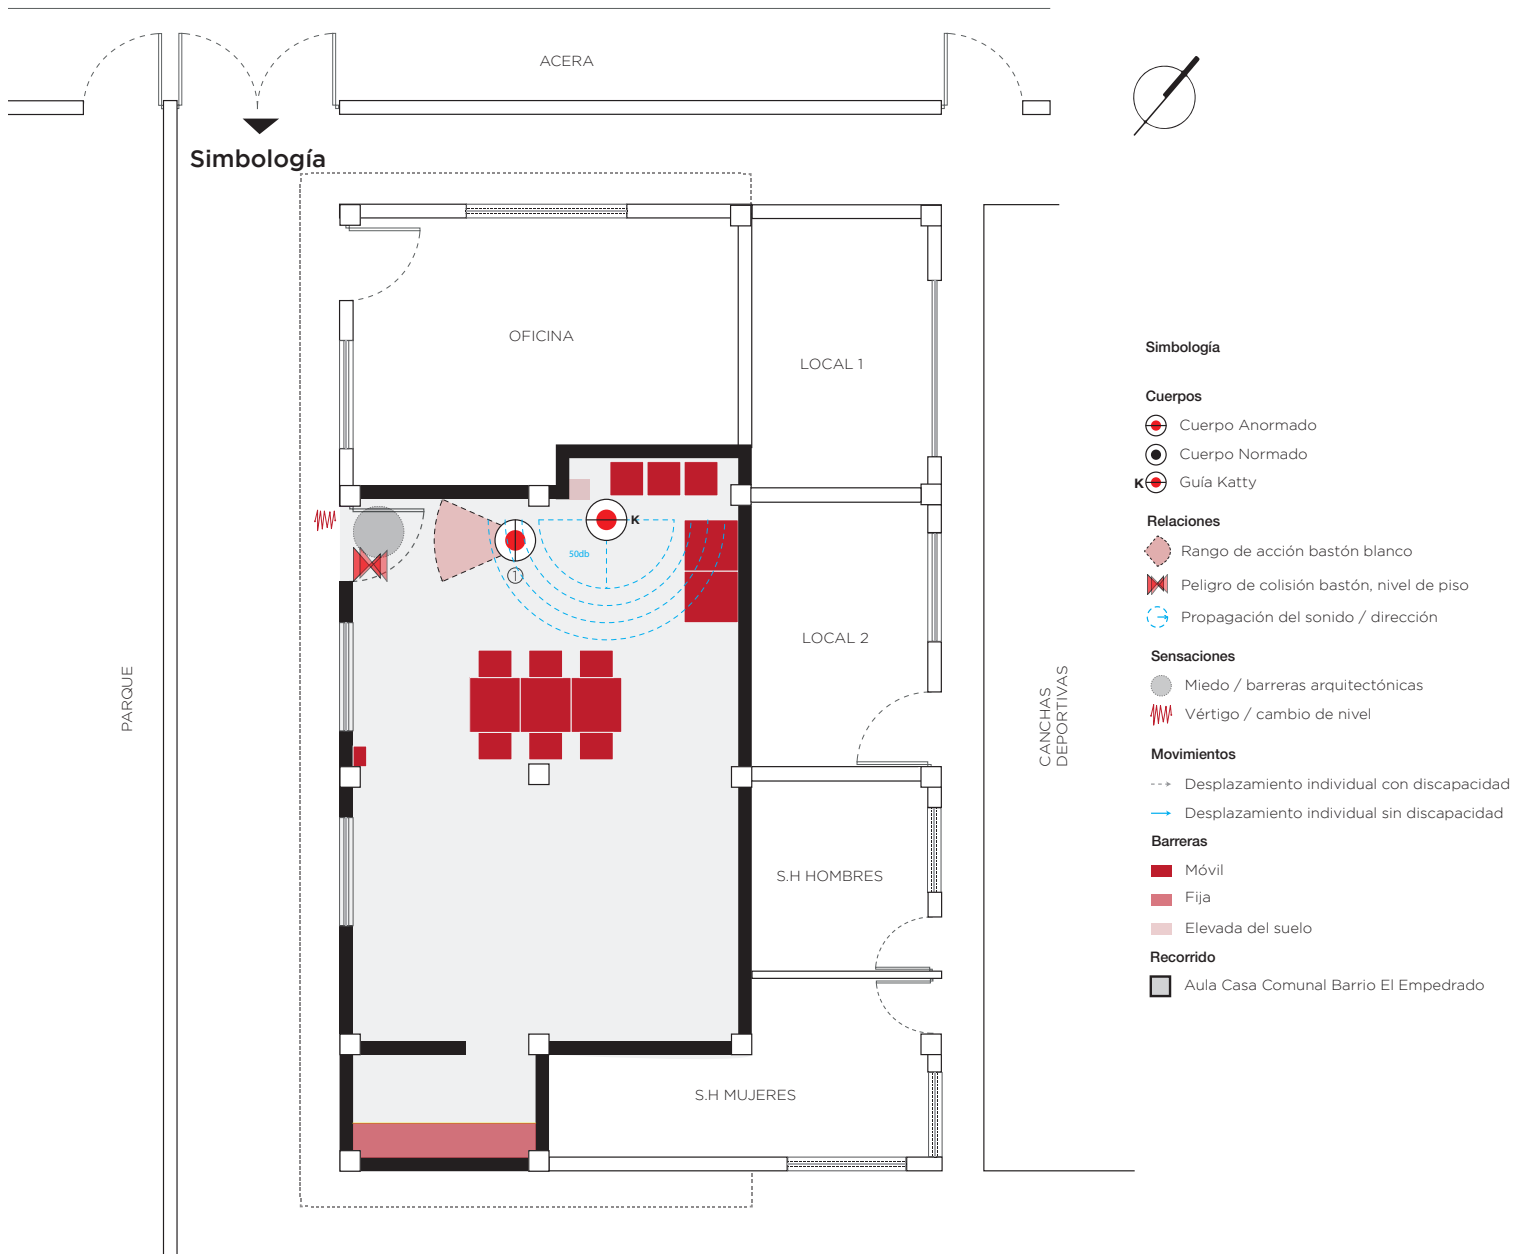 ACERA
Simbología
OFICINA
LOCAL 1
K
50db
1
LOCAL 2
PARQUE
CANCHAS
DEPORTIVAS
S.H HOMBRES
S.H MUJERES
Simbología
Cuerpos
Cuerpo Anormado
Cuerpo Normado
K Guía Katty
Relaciones
Rango de acción bastón blanco
Peligro de colisión bastón, nivel de piso
Propagación del sonido / dirección
Sensaciones
Miedo / barreras arquitectónicas
Vértigo / cambio de nivel
Movimientos
Desplazamiento individual con discapacidad
Desplazamiento individual sin discapacidad
Barreras
Móvil
Fija
Elevada del suelo
Recorrido
Aula Casa Comunal Barrio El Empedrado